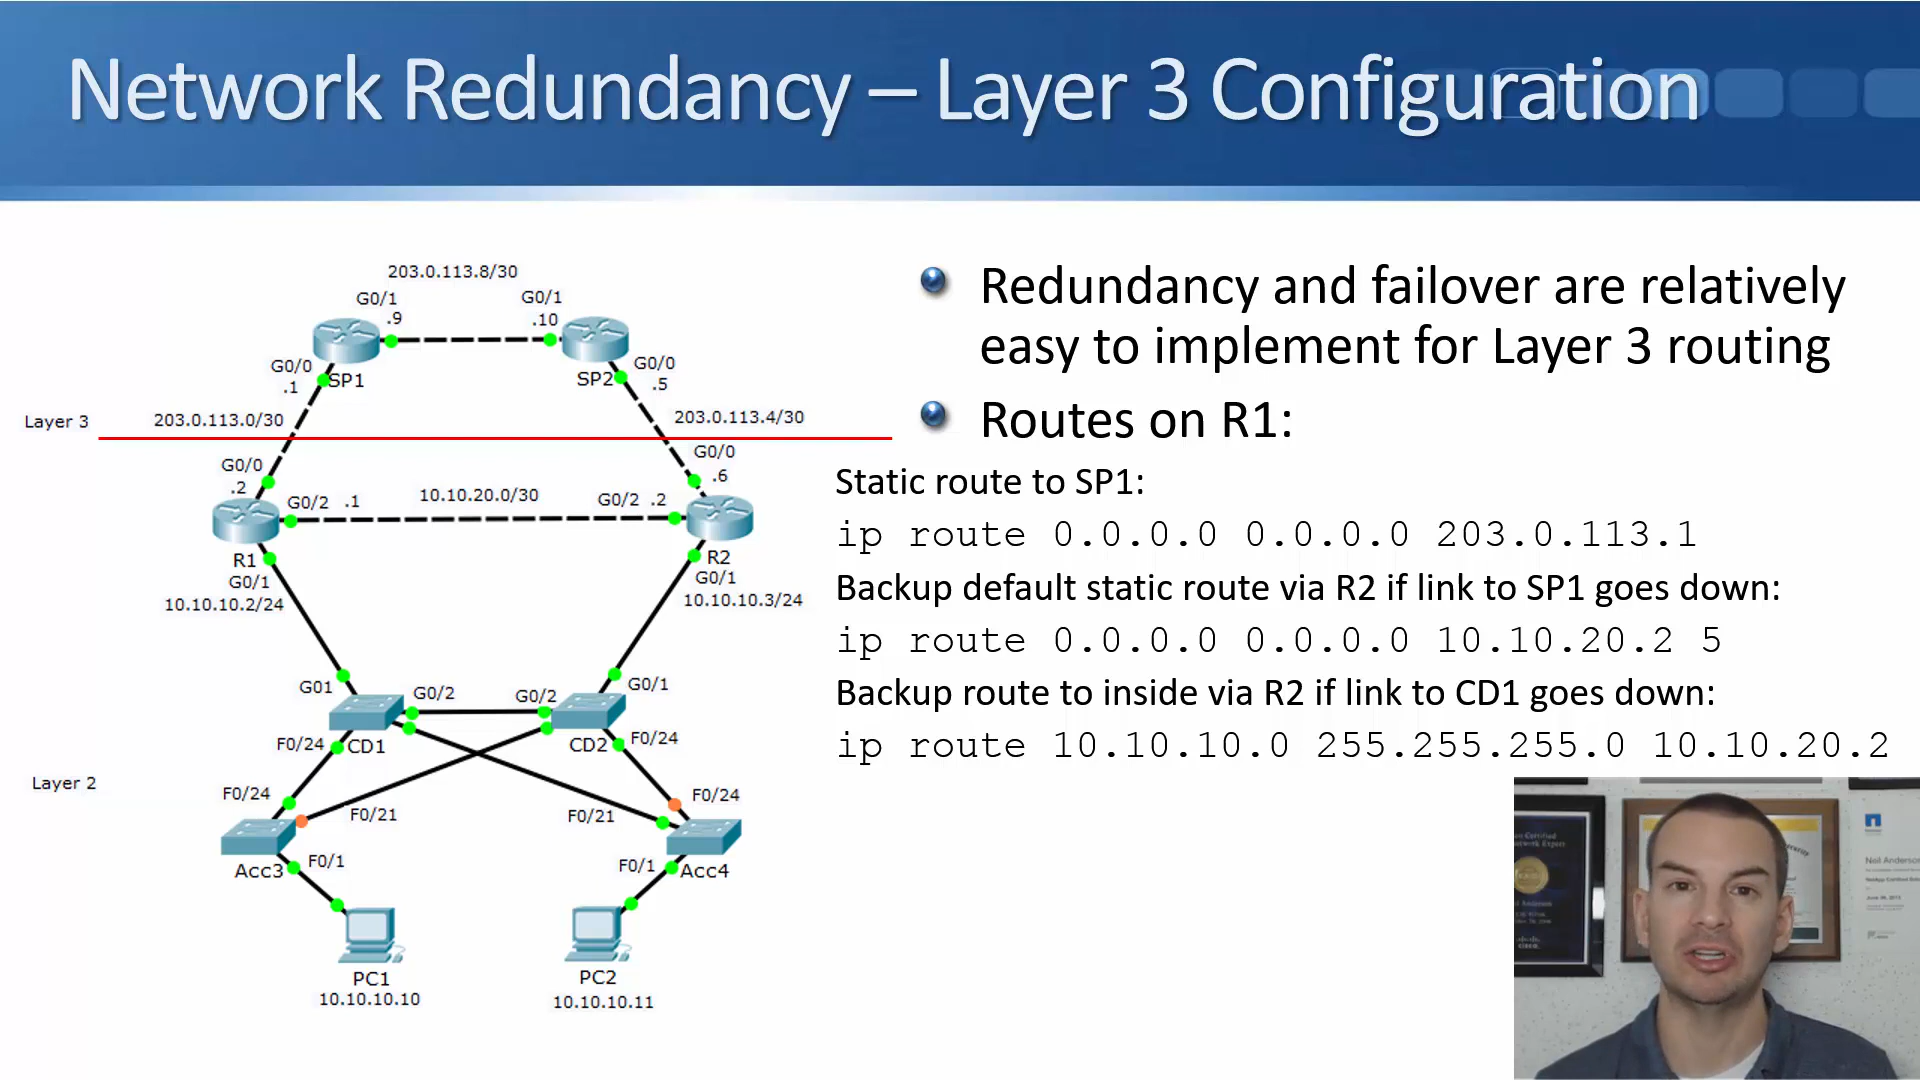 Network Redundancy – Layer 3 Configuration
203.0.113.8/30
G0/1
.9
G0/1
.10
G0/0
.1
SP1
SP2
G0/0
.5
Layer 3
203.0.113.0/30
203.0.113.4/30
G0/0
.2
G0/0
.6
G0/2 .1
10.10.20.0/30
G0/2 .2
R1
G0/1
10.10.10.2/24
R2
G0/1
10.10.10.3/24
G01
G0/2
G0/2
G0/1
F0/24
CD1
CD2
F0/24
Layer 2
F0/24
F0/21
F0/21
F0/24
Acc3
F0/1
F0/1
Acc4
PC1
10.10.10.10
PC2
10.10.10.11
Redundancy and failover are relatively
easy to implement for Layer 3 routing
Routes on R1:
Static route to SP1:
ip route 0.0.0.0 0.0.0.0 203.0.113.1
Backup default static route via R2 if link to SP1 goes down:
ip route 0.0.0.0 0.0.0.0 10.10.20.2 5
Backup route to inside via R2 if link to CD1 goes down:
ip route 10.10.10.0 255.255.255.0 10.10.20.2
Neil Anderson